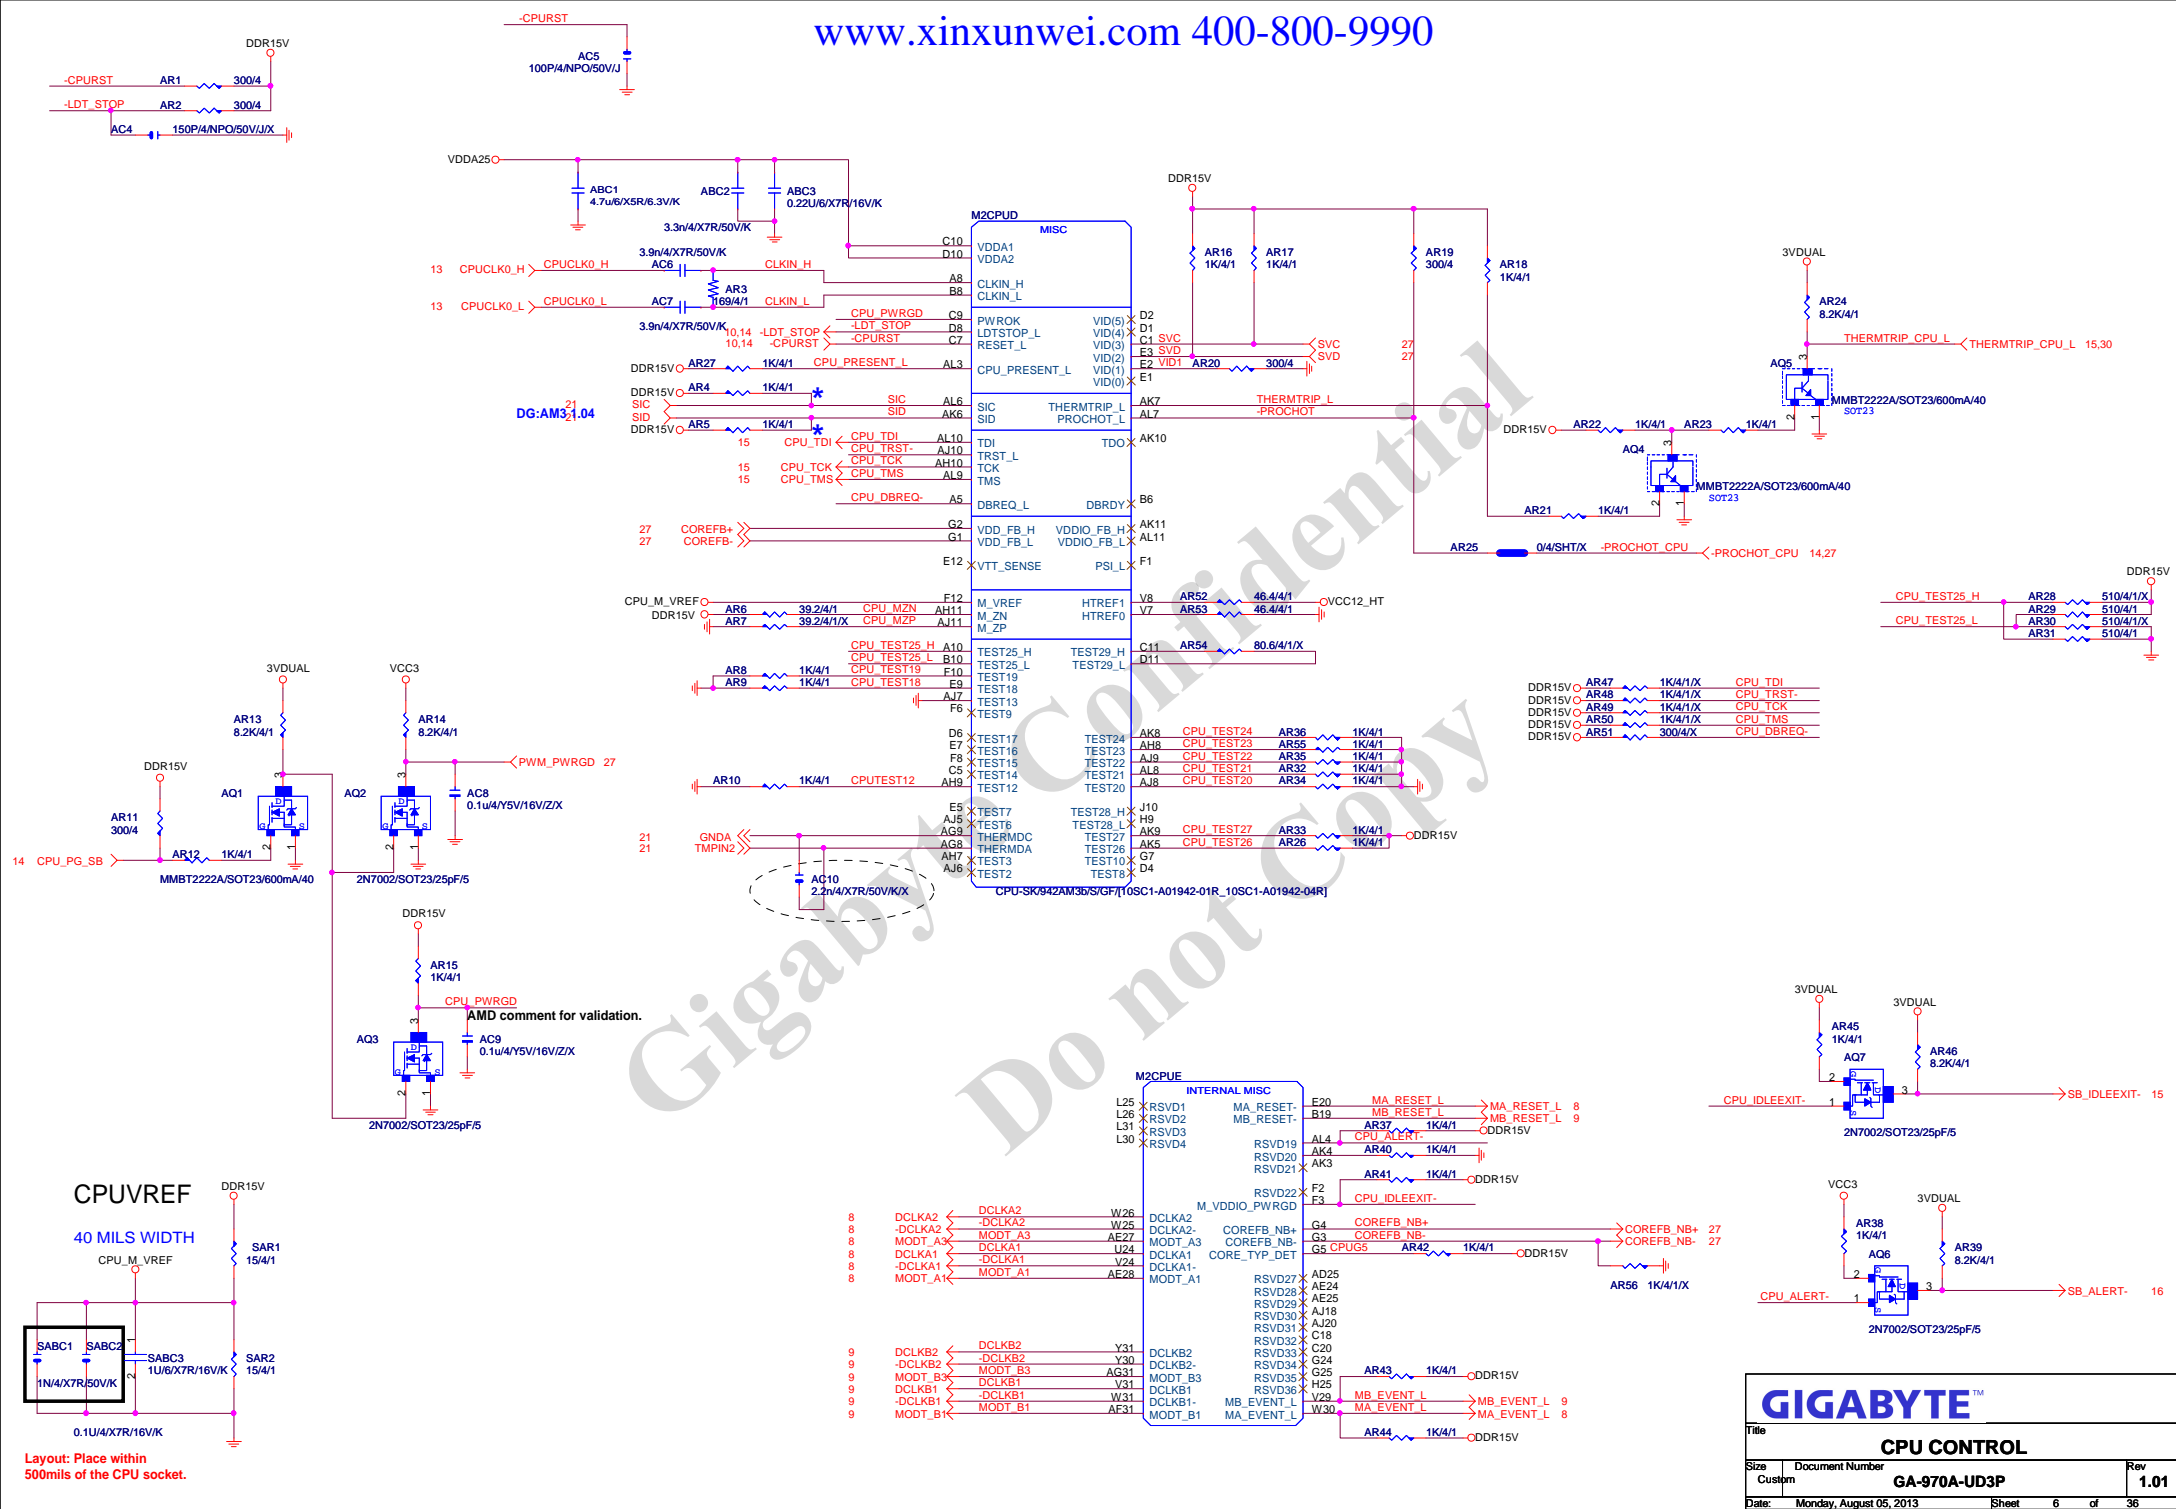 www.xinxunwei.com 400-800-9990
-CPURST
AC5
100P/4/NPO/50V/J
DDR15V
-CPURST AR1 300/4
-LDT_STOP AR2 300/4
AC4 150P/4/NPO/50V/J/X
VDDA25
ABC1
4.7u/6/X5R/6.3V/K
ABC2
3.3n/4/X7R/50V/K
ABC3
0.22U/6/X7R/16V/K
3.9n/4/X7R/50V/K
13 CPUCLK0_H CPUCLK0_H AC6 CLKIN_H
AR3
169/4/1
13 CPUCLK0_L CPUCLK0_L AC7 CLKIN_L
3.9n/4/X7R/50V/K
CPU_PWRGD
10,14 -LDT_STOP -LDT_STOP
10,14 -CPURST -CPURST
DDR15V AR27 1K/4/1 CPU_PRESENT_L
DDR15V AR4 1K/4/1 *
DG:AM3 1.04
21 SIC SIC
21 SID SID
DDR15V AR5 1K/4/1 *
15 CPU_TDI CPU_TDI
CPU_TRST-
15 CPU_TCK CPU_TCK
15 CPU_TMS CPU_TMS
CPU_DBREQ-
27 COREFB+
27 COREFB-
CPU_M_VREF
DDR15V AR6 39.2/4/1 CPU_MZN
AR7 39.2/4/1/X CPU_MZP
CPU_TEST25_H
CPU_TEST25_L
AR8 1K/4/1 CPU_TEST19
AR9 1K/4/1 CPU_TEST18
AR10 1K/4/1 CPUTEST12
21 GNDA
21 TMPIN2
AC10
2.2n/4/X7R/50V/K/X
M2CPUD
MISC
C10 VDDA1
D10 VDDA2
A8 CLKIN_H
B8 CLKIN_L
C9 PWROK
D8 LDTSTOP_L
C7 RESET_L
AL3 CPU_PRESENT_L
AL6 SIC
AK6 SID
AL10 TDI
AJ10 TRST_L
AH10 TCK
AL9 TMS
A5 DBREQ_L
G2 VDD_FB_H
G1 VDD_FB_L
E12 VTT_SENSE
F12 M_VREF
AH11 M_ZN
AJ11 M_ZP
A10 TEST25_H
B10 TEST25_L
F10 TEST19
E9 TEST18
AJ7 TEST13
F6 TEST9
D6 TEST17
E7 TEST16
F8 TEST15
C5 TEST14
AH9 TEST12
E5 TEST7
AJ5 TEST6
AG9 THERMDC
AG8 THERMDA
AH7 TEST3
AJ6 TEST2
VID(5) D2
VID(4) D1
VID(3) C1 SVC
VID(2) E3 SVD
VID(1) E2 VID1 AR20 300/4
VID(0) E1
THERMTRIP_L AK7 THERMTRIP_L
PROCHOT_L AL7 -PROCHOT
TDO AK10
DBRDY B6
VDDIO_FB_H AK11
VDDIO_FB_L AL11
PSI_L F1
HTREF1 V8 AR52 46.4/4/1 VCC12_HT
HTREF0 V7 AR53 46.4/4/1
TEST29_H C11 AR54 80.6/4/1/X
TEST29_L D11
TEST24 AK8 CPU_TEST24 AR36 1K/4/1
TEST23 AH8 CPU_TEST23 AR55 1K/4/1
TEST22 AJ9 CPU_TEST22 AR35 1K/4/1
TEST21 AL8 CPU_TEST21 AR32 1K/4/1
TEST20 AJ8 CPU_TEST20 AR34 1K/4/1
TEST28_H J10
TEST28_L H9
TEST27 AK9 CPU_TEST27 AR33 1K/4/1 DDR15V
TEST26 AK5 CPU_TEST26 AR26 1K/4/1
TEST10 G7
TEST8 D4
CPU-SK/942AM3b/S/GF/[10SC1-A01942-01R_10SC1-A01942-04R]
DDR15V
AR16
1K/4/1
AR17
1K/4/1
AR19
300/4
AR18
1K/4/1
SVC 27
SVD 27
3VDUAL
AR24
8.2K/4/1
THERMTRIP_CPU_L THERMTRIP_CPU_L 15,30
AQ5 3 2 1
MMBT2222A/SOT23/600mA/40
SOT23
DDR15V AR22 1K/4/1 AR23 1K/4/1
AQ4 3 2 1
MMBT2222A/SOT23/600mA/40
SOT23
AR21 1K/4/1
AR25 0/4/SHT/X -PROCHOT_CPU -PROCHOT_CPU 14,27
DDR15V
CPU_TEST25_H AR28 510/4/1/X
AR29 510/4/1
CPU_TEST25_L AR30 510/4/1/X
AR31 510/4/1
DDR15V AR47 1K/4/1/X CPU_TDI
DDR15V AR48 1K/4/1/X CPU_TRST-
DDR15V AR49 1K/4/1/X CPU_TCK
DDR15V AR50 1K/4/1/X CPU_TMS
DDR15V AR51 300/4/X CPU_DBREQ-
3VDUAL
AR13
8.2K/4/1
VCC3
AR14
8.2K/4/1
PWM_PWRGD 27
AC8
0.1u/4/Y5V/16V/Z/X
DDR15V
AR11
300/4
14 CPU_PG_SB AR12 1K/4/1
AQ1 3 D G S 2 1
MMBT2222A/SOT23/600mA/40
AQ2 3 D G S 2 1
2N7002/SOT23/25pF/5
DDR15V
AR15
1K/4/1
CPU_PWRGD
AMD comment for validation.
AC9
0.1u/4/Y5V/16V/Z/X
AQ3 3 D G S 2 1
2N7002/SOT23/25pF/5
Gigabyte Confidential
Do not Copy
CPUVREF
40 MILS WIDTH
CPU_M_VREF
DDR15V
SAR1
15/4/1
SAR2
15/4/1
SABC1 SABC2
1N/4/X7R/50V/K
SABC3 1 2
1U/6/X7R/16V/K
0.1U/4/X7R/16V/K
Layout: Place within
500mils of the CPU socket.
M2CPUE
INTERNAL MISC
L25 RSVD1
L26 RSVD2
L31 RSVD3
L30 RSVD4
8 DCLKA2 DCLKA2 W26 DCLKA2
8 -DCLKA2 -DCLKA2 W25 DCLKA2-
8 MODT_A3 MODT_A3 AE27 MODT_A3
8 DCLKA1 DCLKA1 U24 DCLKA1
8 -DCLKA1 -DCLKA1 V24 DCLKA1-
8 MODT_A1 MODT_A1 AE28 MODT_A1
9 DCLKB2 DCLKB2 Y31 DCLKB2
9 -DCLKB2 -DCLKB2 Y30 DCLKB2-
9 MODT_B3 MODT_B3 AG31 MODT_B3
9 DCLKB1 DCLKB1 V31 DCLKB1
9 -DCLKB1 -DCLKB1 W31 DCLKB1-
9 MODT_B1 MODT_B1 AF31 MODT_B1
MA_RESET- E20 MA_RESET_L MA_RESET_L 8
MB_RESET- B19 MB_RESET_L MB_RESET_L 9
AR37 1K/4/1 DDR15V
RSVD19 AL4 CPU_ALERT-
RSVD20 AK4 AR40 1K/4/1
RSVD21 AK3
AR41 1K/4/1 DDR15V
RSVD22 F2
M_VDDIO_PWRGD F3 CPU_IDLEEXIT-
COREFB_NB+ G4 COREFB_NB+ COREFB_NB+ 27
COREFB_NB- G3 COREFB_NB- COREFB_NB- 27
CORE_TYP_DET G5 CPUG5 AR42 1K/4/1 DDR15V
AR56 1K/4/1/X
RSVD27 AD25
RSVD28 AE24
RSVD29 AE25
RSVD30 AJ18
RSVD31 AJ20
RSVD32 C18
RSVD33 C20
RSVD34 G24
RSVD35 G25
RSVD36 H25
AR43 1K/4/1 DDR15V
MB_EVENT_L V29 MB_EVENT_L MB_EVENT_L 9
MA_EVENT_L W30 MA_EVENT_L MA_EVENT_L 8
AR44 1K/4/1 DDR15V
3VDUAL
AR45
1K/4/1
3VDUAL
AR46
8.2K/4/1
AQ7 2 G D S 3 1
CPU_IDLEEXIT-
SB_IDLEEXIT- 15
2N7002/SOT23/25pF/5
VCC3
AR38
1K/4/1
3VDUAL
AR39
8.2K/4/1
AQ6 2 G D S 3 1
CPU_ALERT-
SB_ALERT- 16
2N7002/SOT23/25pF/5
GIGABYTE™
Title
CPU CONTROL
Size Document Number Rev
Custom GA-970A-UD3P 1.01
Date: Monday, August 05, 2013 Sheet 6 of 36